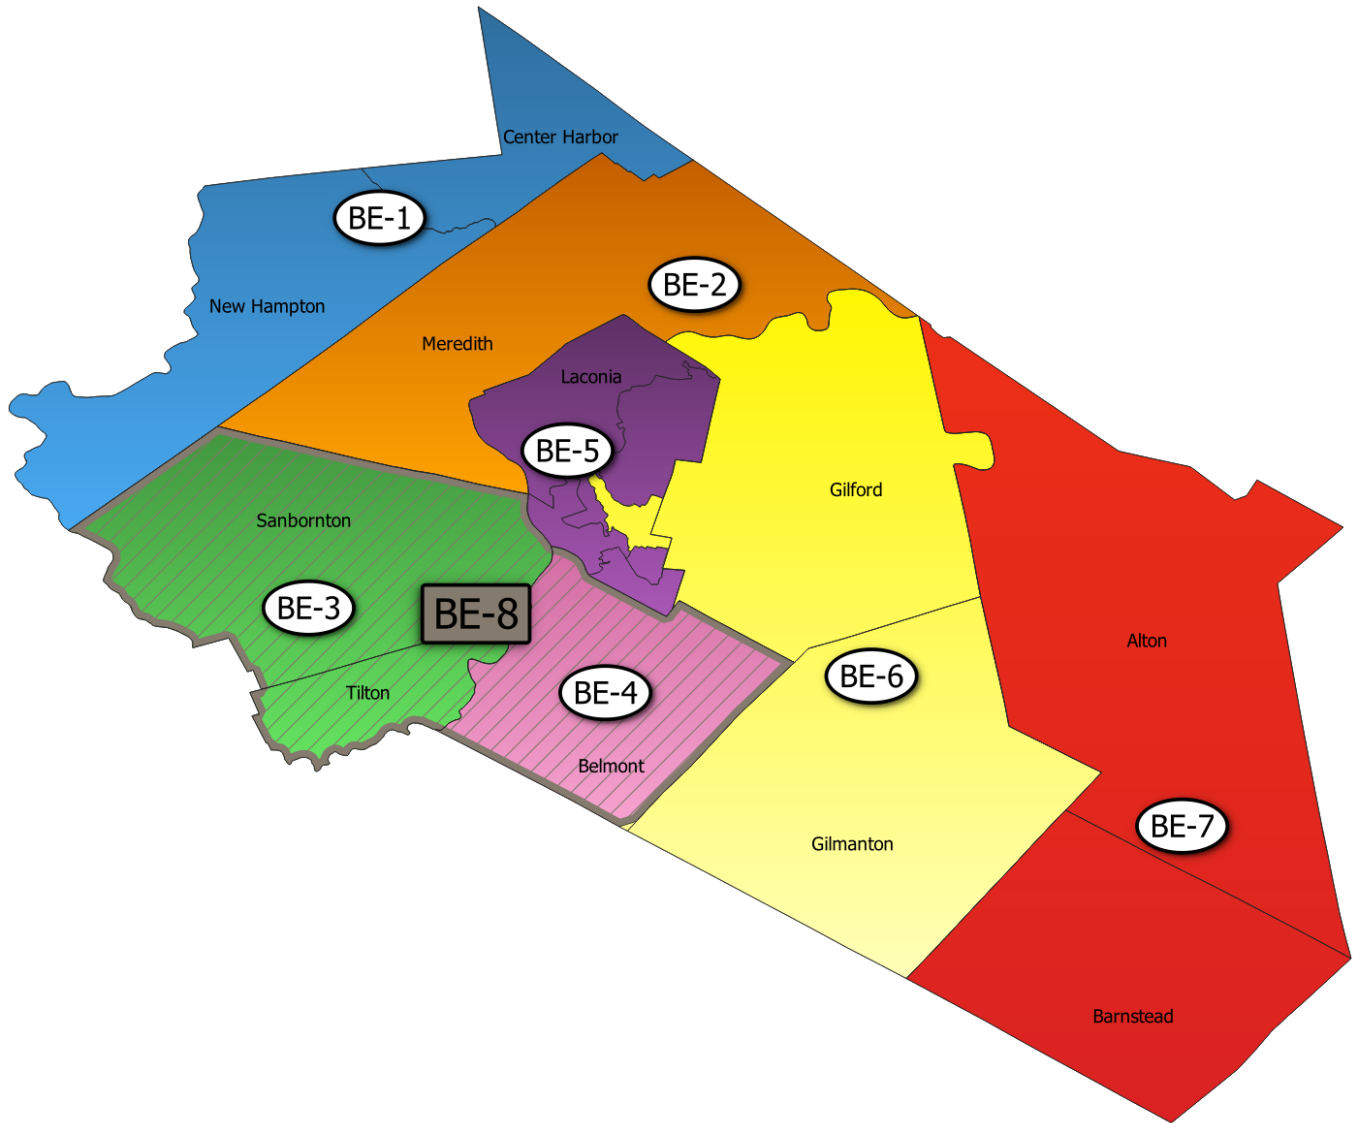 Center Harbor
BE-1
BE-2
New Hampton
Meredith
Laconia
BE-5
Gilford
Sanbornton
BE-3
BE-8
Alton
BE-6
Tilton
BE-4
Belmont
BE-7
Gilmanton
Barnstead